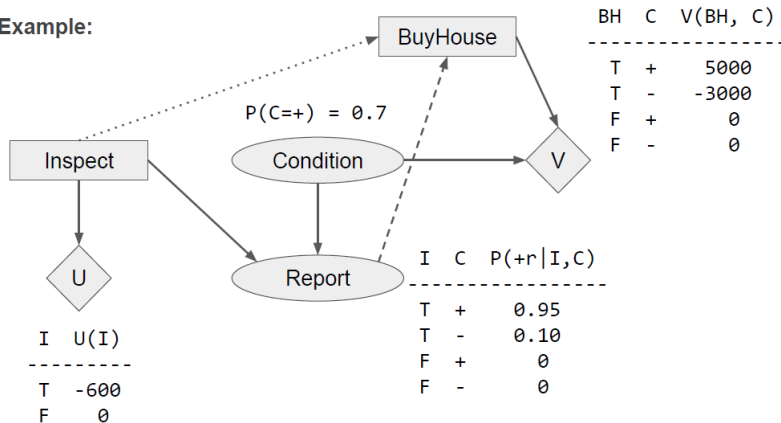 Example:
BuyHouse
BH C V(BH, C)
-----------------
T + 5000
T - -3000
F + 0
F - 0
P(C=+) = 0.7
Inspect
Condition
V
U
Report
I C P(+r|I,C)
-----------------
T + 0.95
T - 0.10
F + 0
F - 0
I U(I)
---------
T -600
F 0